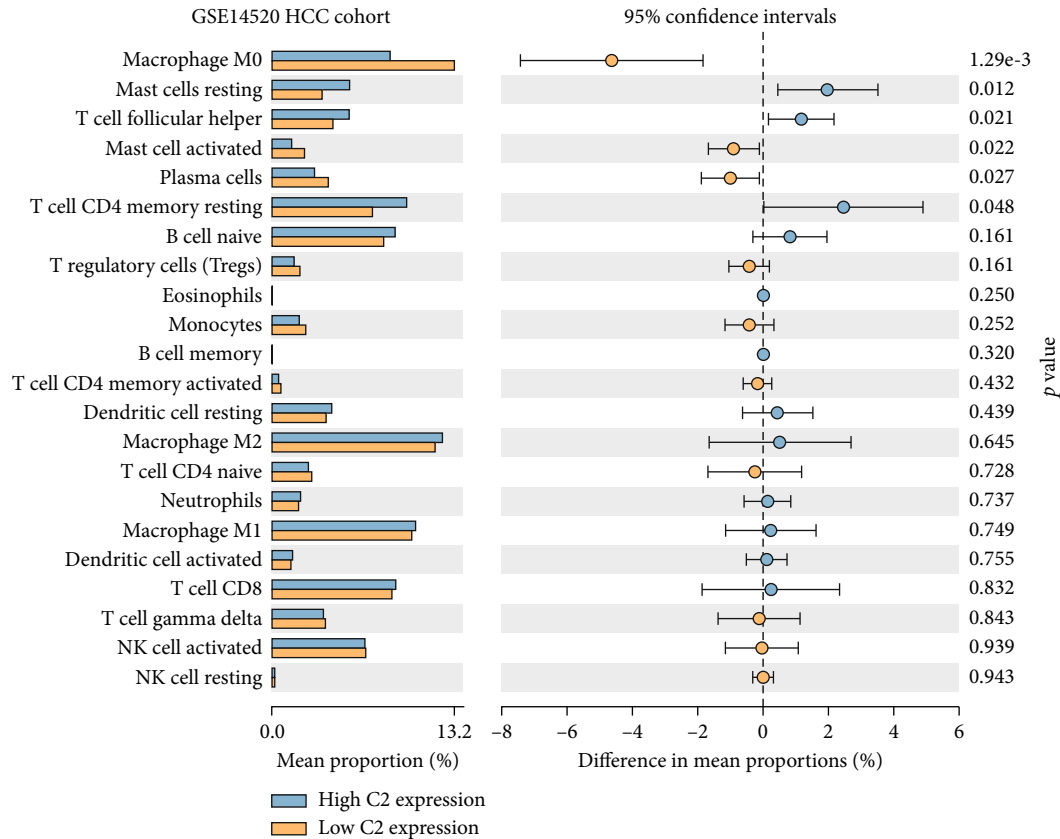 GSE14520 HCC cohort 95% confidence intervals
Macrophage M0 1.29e-3
Mast cells resting 0.012
T cell follicular helper 0.021
Mast cell activated 0.022
Plasma cells 0.027
T cell CD4 memory resting 0.048
B cell naive 0.161
T regulatory cells (Tregs) 0.161
Eosinophils 0.250
Monocytes 0.252
B cell memory 0.320
T cell CD4 memory activated 0.432
Dendritic cell resting 0.439
Macrophage M2 0.645
T cell CD4 naive 0.728
Neutrophils 0.737
Macrophage M1 0.749
Dendritic cell activated 0.755
T cell CD8 0.832
T cell gamma delta 0.843
NK cell activated 0.939
NK cell resting 0.943
p value
0.0 13.2 −8 −6 −4 −2 0 2 4 6
Mean proportion (%) Difference in mean proportions (%)
High C2 expression
Low C2 expression